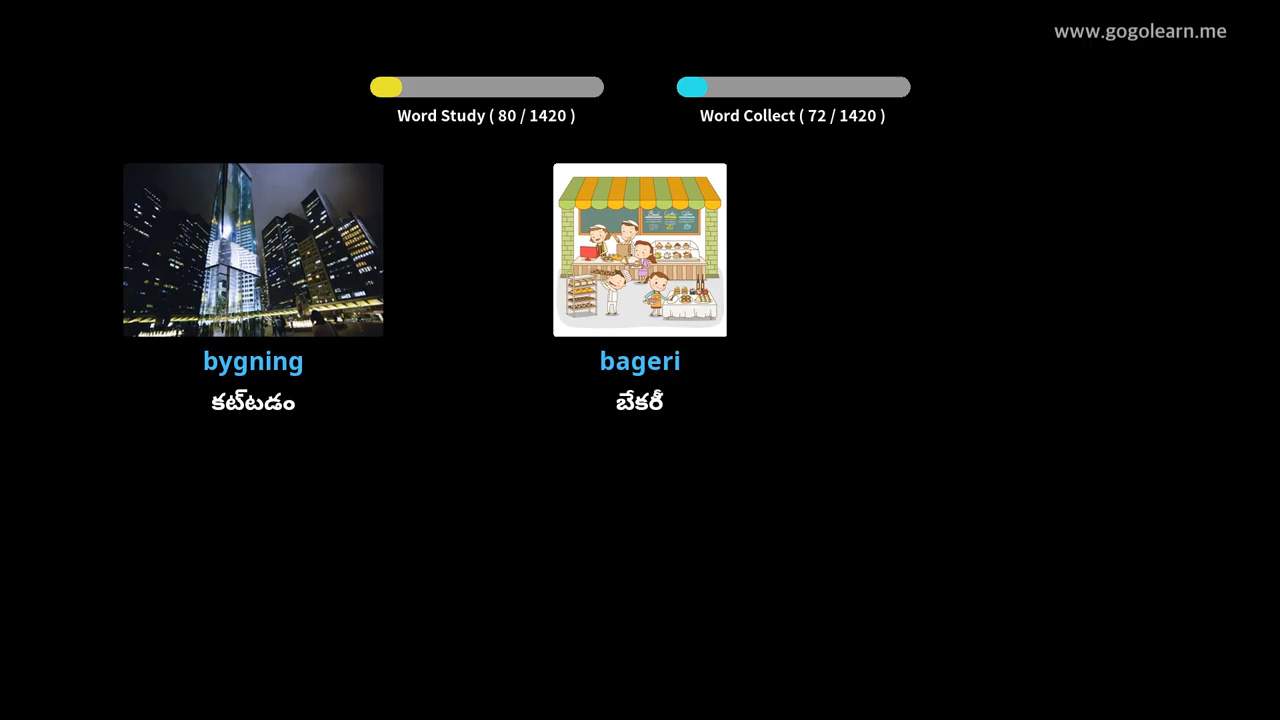 www.gogolearn.me
Word Study ( 80 / 1420 )
Word Collect ( 72 / 1420 )
bygning
bageri
కట్‌టడం
బేకరీ